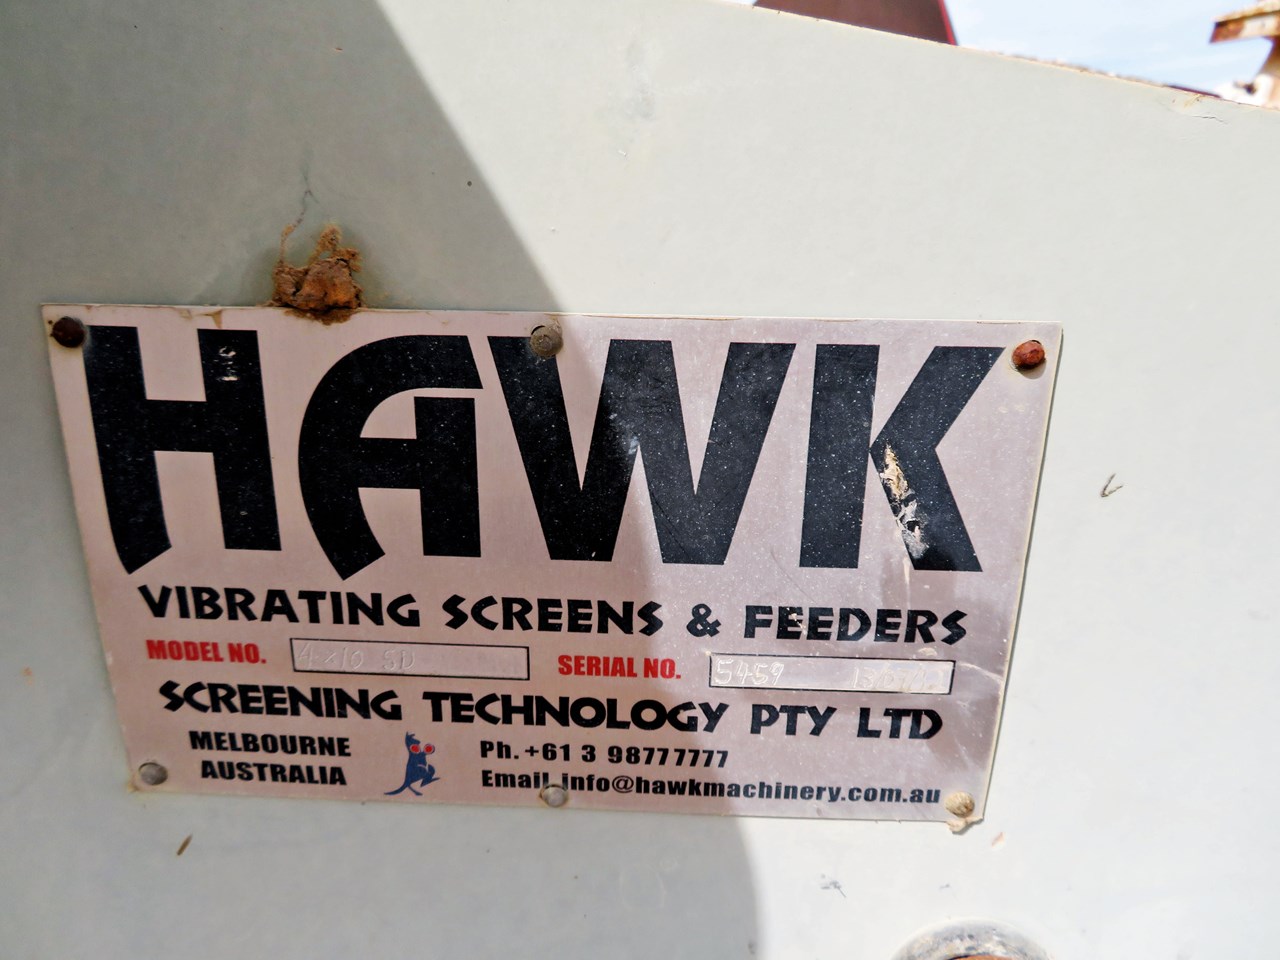 HAWK
VIBRATING SCREENS & FEEDERS
MODEL NO. 4x10 SD SERIAL NO. 5459
SCREENING TECHNOLOGY PTY LTD
MELBOURNE
AUSTRALIA
Ph. +61 3 98777777
Email info@hawkmachinery.com.au